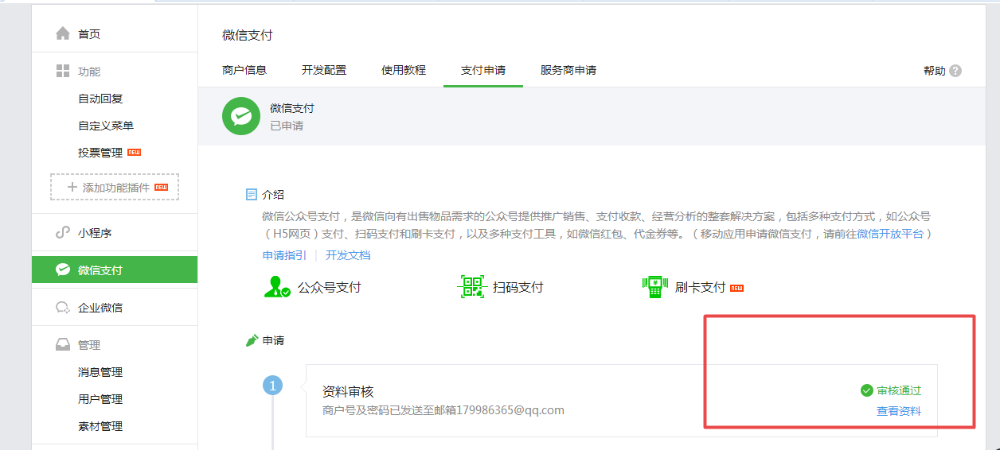 首页
功能
自动回复
自定义菜单
投票管理 NEW
添加功能插件 NEW
小程序
微信支付
企业微信
管理
消息管理
用户管理
素材管理
微信支付
商户信息 开发配置 使用教程 支付申请 服务商申请 帮助 ?
微信支付
已申请
介绍
微信公众号支付，是微信向有出售物品需求的公众号提供推广销售、支付收款、经营分析的整套解决方案，包括多种支付方式，如公众号
（H5网页）支付、扫码支付和刷卡支付，以及多种支付工具，如微信红包、代金券等。（移动应用申请微信支付，请前往微信开放平台）
申请指引 | 开发文档
公众号支付 扫码支付 刷卡支付 NEW
申请
1
资料审核
商户号及密码已发送至邮箱179986365@qq.com
审核通过
查看资料